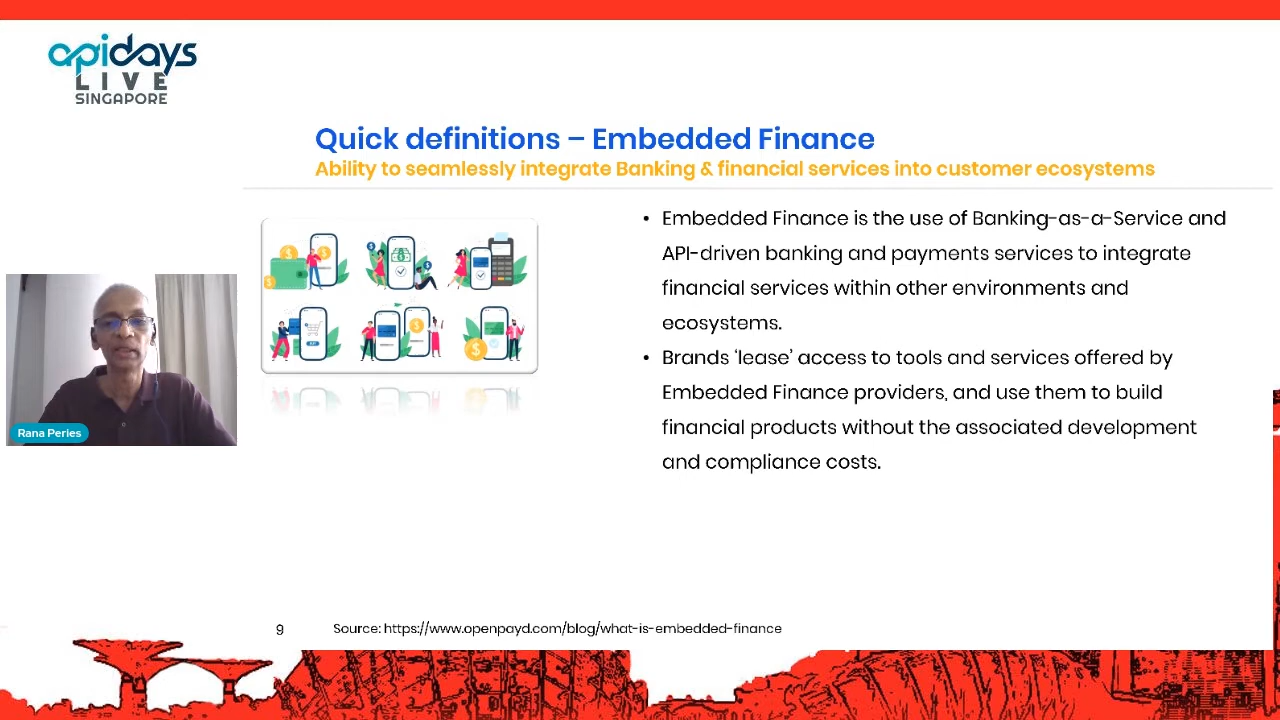 apidays
LIVE
SINGAPORE
Quick definitions – Embedded Finance
Ability to seamlessly integrate Banking & financial services into customer ecosystems
• Embedded Finance is the use of Banking-as-a-Service and
API-driven banking and payments services to integrate
financial services within other environments and
ecosystems.
• Brands ‘lease’ access to tools and services offered by
Embedded Finance providers, and use them to build
financial products without the associated development
and compliance costs.
Rana Peries
9
Source: https://www.openpayd.com/blog/what-is-embedded-finance